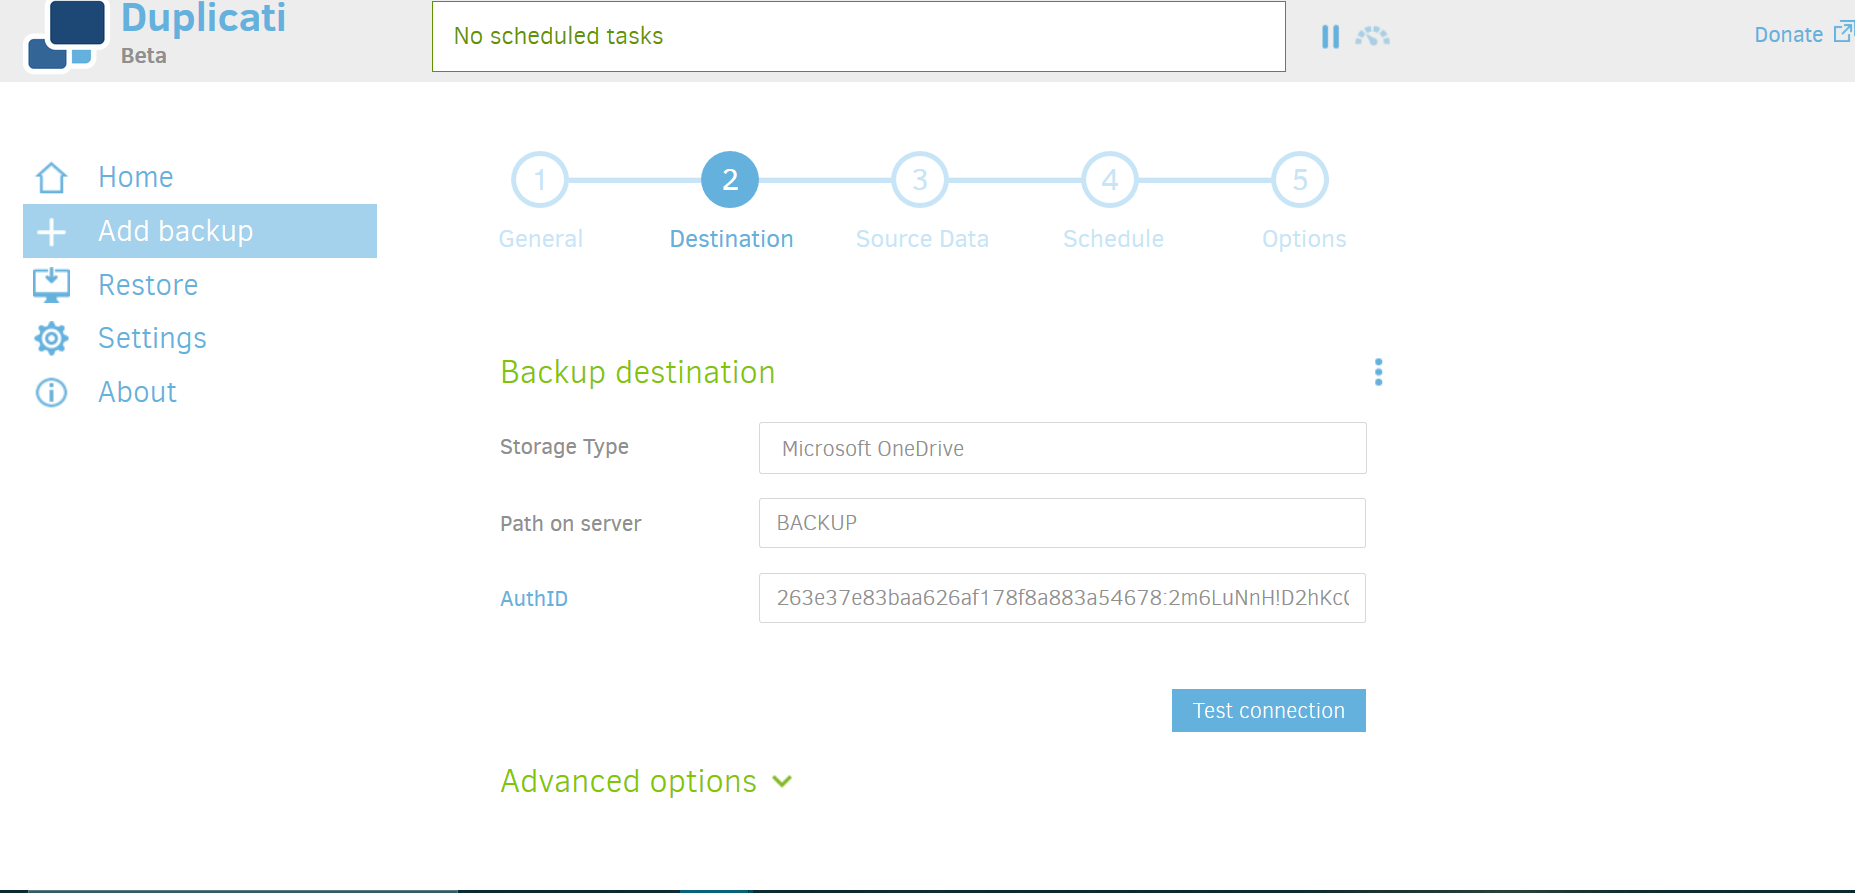 Duplicati
Beta
No scheduled tasks
Donate
Home
Add backup
Restore
Settings
About
1
2
3
4
5
General
Destination
Source Data
Schedule
Options
Backup destination
Storage Type
Microsoft OneDrive
Path on server
BACKUP
AuthID
263e37e83baa626af178f8a883a54678:2m6LuNnH!D2hKc
Test connection
Advanced options